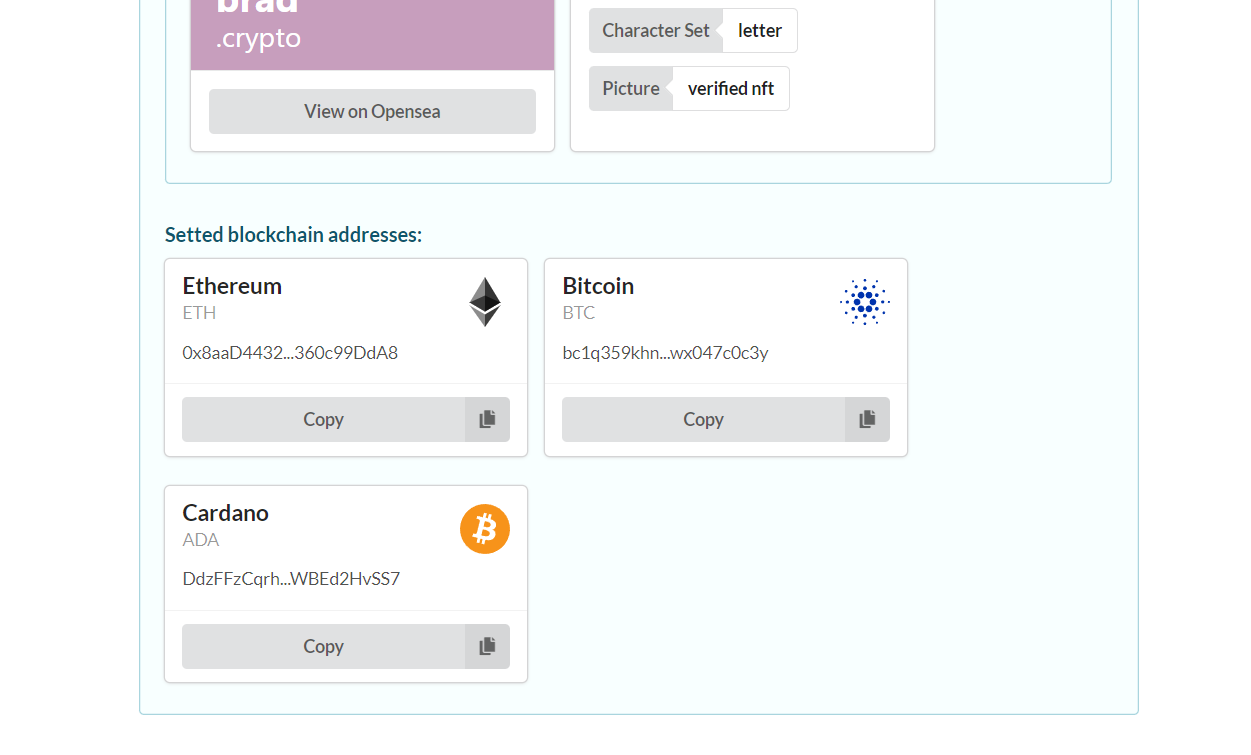 brad
.crypto
View on Opensea
Character Set letter
Picture verified nft
Setted blockchain addresses:
Ethereum
ETH
0x8aaD4432...360c99DdA8
Copy
Bitcoin
BTC
bc1q359khn...wx047c0c3y
Copy
Cardano
ADA
DdzFFzCqrh...WBEd2HvSS7
Copy